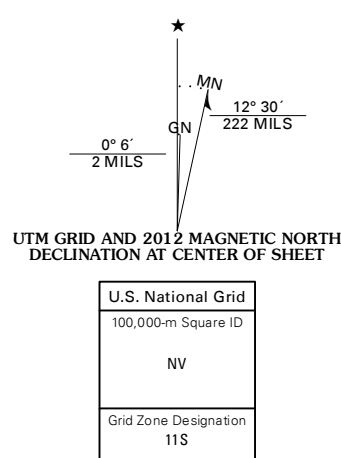 ★
MN
GN
0° 6´
2 MILS
12° 30´
222 MILS
UTM GRID AND 2012 MAGNETIC NORTH
DECLINATION AT CENTER OF SHEET
U.S. National Grid
100,000-m Square ID
NV
Grid Zone Designation
11S